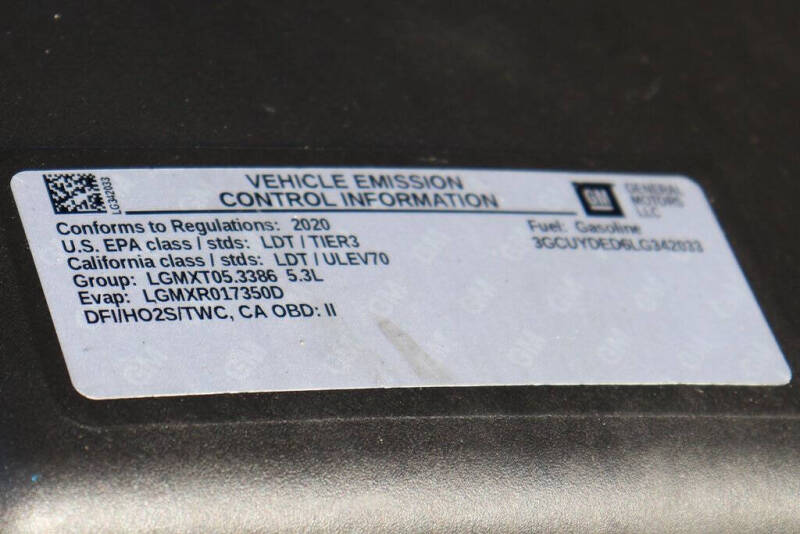 LG342033
VEHICLE EMISSION
CONTROL INFORMATION
GM
GENERAL
MOTORS
LLC
Conforms to Regulations: 2020
U.S. EPA class / stds: LDT / TIER3
California class / stds: LDT / ULEV70
Group: LGMXT05.3386 5.3L
Evap: LGMXR017350D
DFI/HO2S/TWC, CA OBD: II
Fuel: Gasoline
3GCUYDED6LG342033